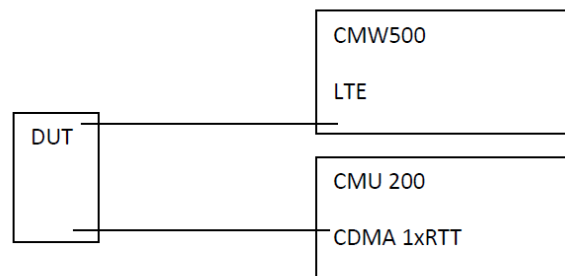 CMW500
LTE
DUT
CMU 200
CDMA 1xRTT